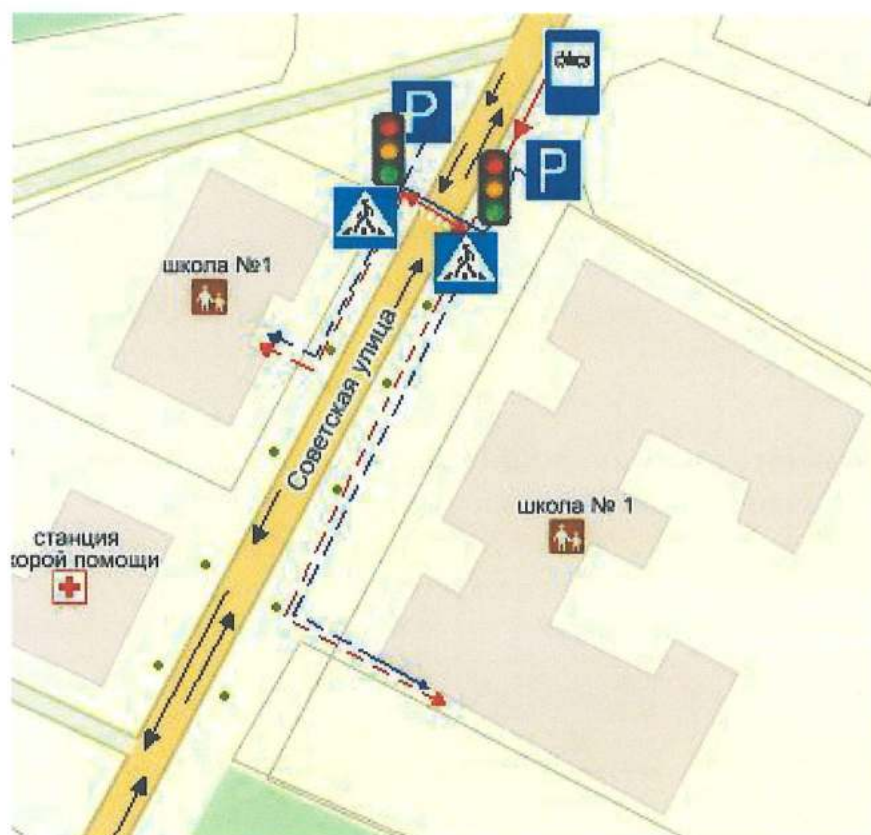 P
P
школа №1
Советская улица
школа № 1
станция
корой помощи